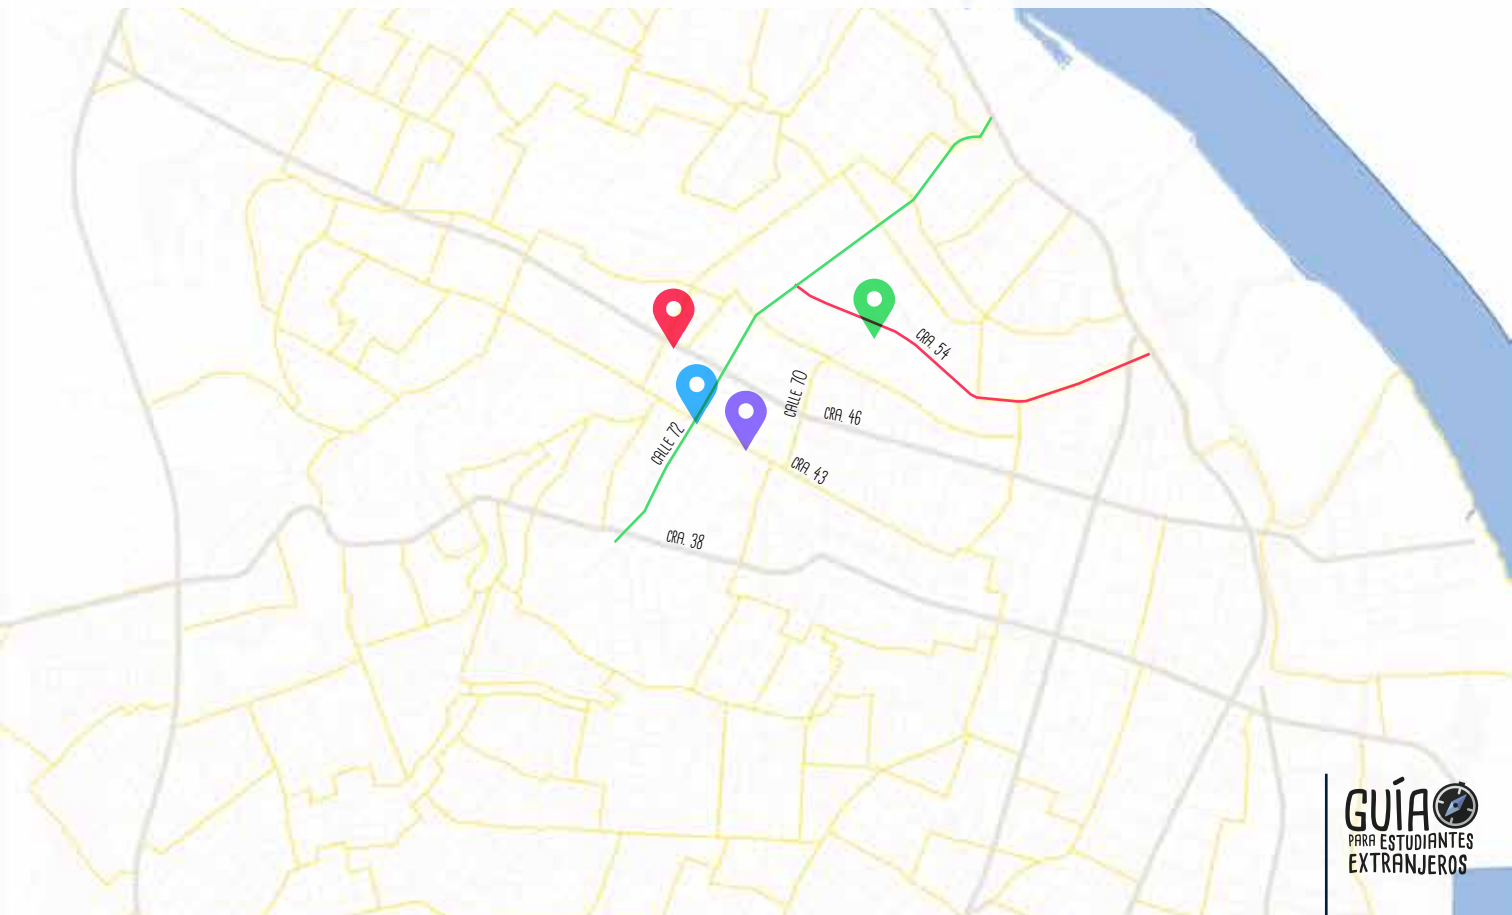 CRA. 54
CALLE 70
CRA. 46
CALLE 72
CRA. 43
CRA. 38
GUÍA
PARA ESTUDIANTES
EXTRANJEROS